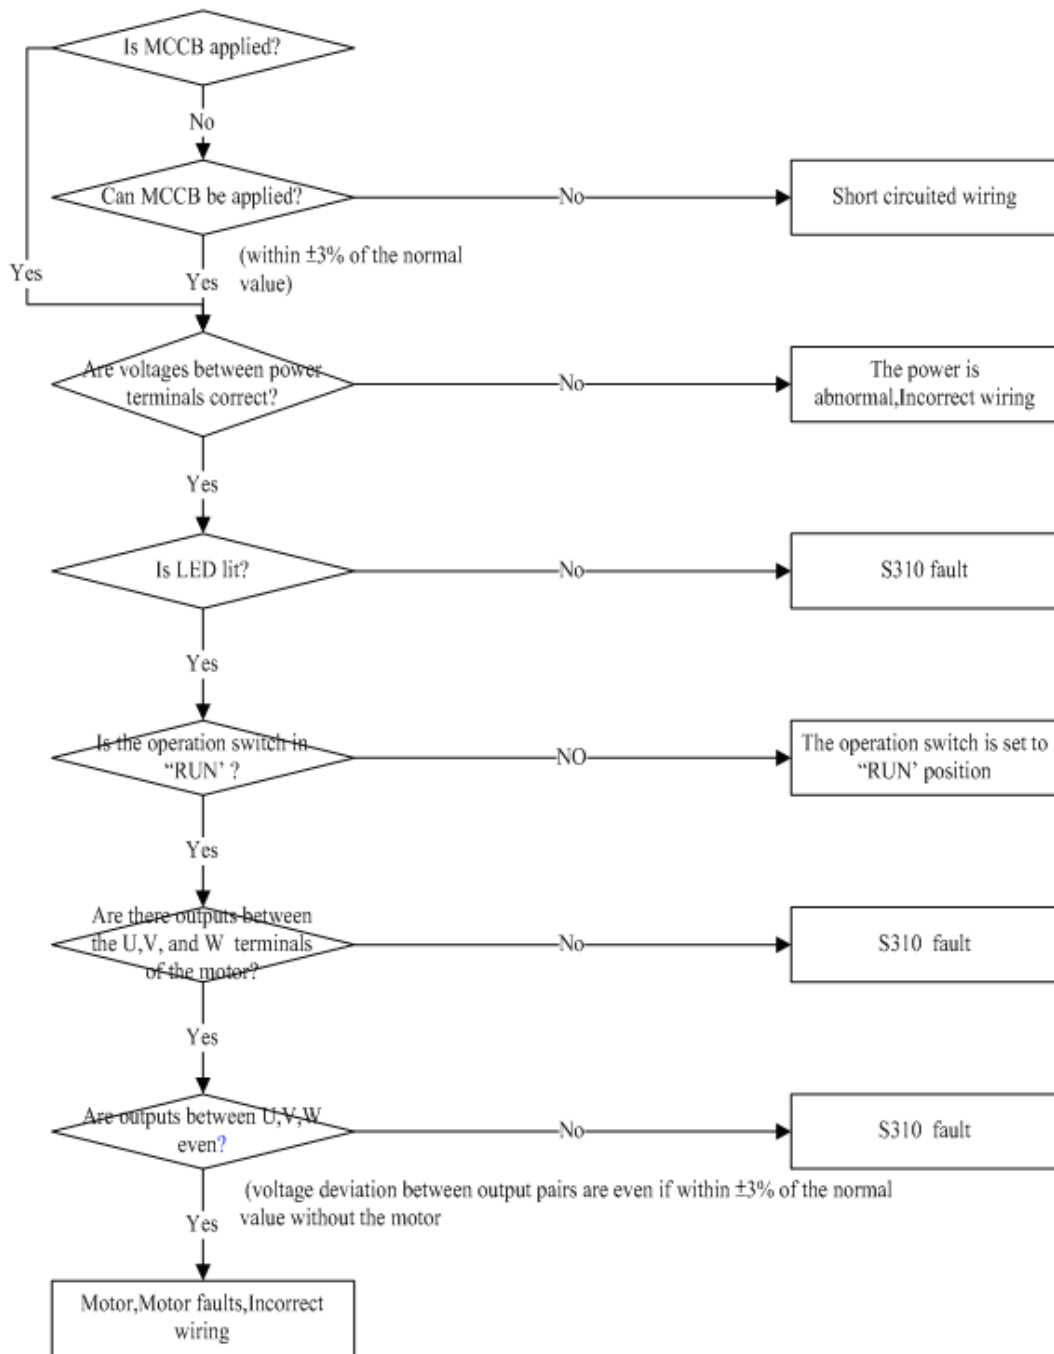 Is MCCB applied?
No
Can MCCB be applied?
No
Short circuited wiring
(within ±3% of the normal
value)
Yes
Yes
Are voltages between power
terminals correct?
No
The power is
abnormal,Incorrect wiring
Yes
Is LED lit?
No
S310 fault
Yes
Is the operation switch in
“RUN’ ?
NO
The operation switch is set to
“RUN’ position
Yes
Are there outputs between
the U,V, and W terminals
of the motor?
No
S310 fault
Yes
Are outputs between U,V,W
even?
No
S310 fault
(voltage deviation between output pairs are even if within ±3% of the normal
value without the motor
Yes
Motor,Motor faults,Incorrect
wiring